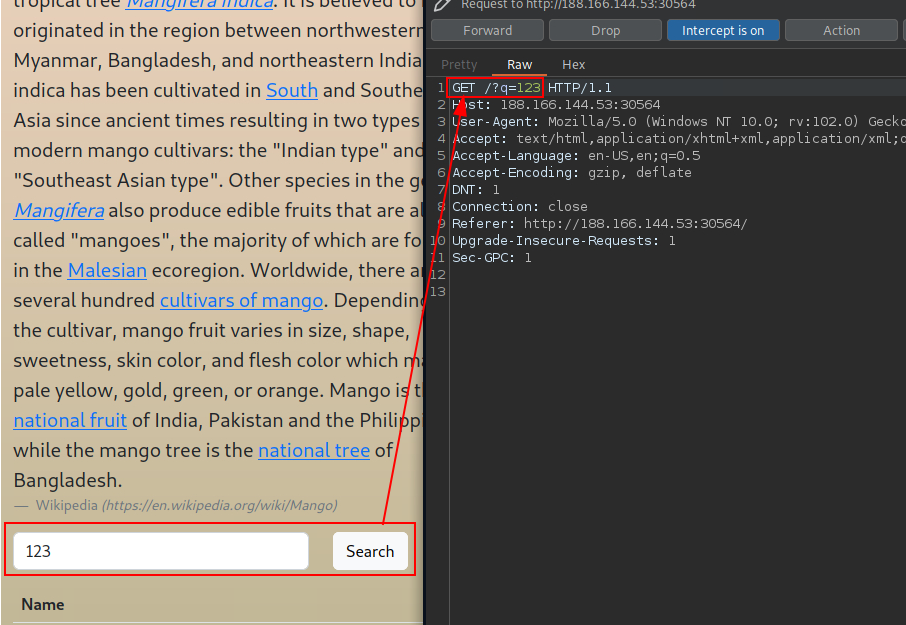 tropical tree Mangifera indica. It is believed to
originated in the region between northwestern
Myanmar, Bangladesh, and northeastern India
indica has been cultivated in South and Southe
Asia since ancient times resulting in two types
modern mango cultivars: the "Indian type" and
"Southeast Asian type". Other species in the ge
Mangifera also produce edible fruits that are al
called "mangoes", the majority of which are fo
in the Malesian ecoregion. Worldwide, there ar
several hundred cultivars of mango. Depending
the cultivar, mango fruit varies in size, shape,
sweetness, skin color, and flesh color which ma
pale yellow, gold, green, or orange. Mango is t
national fruit of India, Pakistan and the Philippi
while the mango tree is the national tree of
Bangladesh.
— Wikipedia (https://en.wikipedia.org/wiki/Mango)
123 Search
Name
Request to http://188.166.144.53:30564
Forward Drop Intercept is on Action
Pretty Raw Hex
1 GET /?q=123 HTTP/1.1
2 Host: 188.166.144.53:30564
3 User-Agent: Mozilla/5.0 (Windows NT 10.0; rv:102.0) Gecko
4 Accept: text/html,application/xhtml+xml,application/xml;q
5 Accept-Language: en-US,en;q=0.5
6 Accept-Encoding: gzip, deflate
7 DNT: 1
8 Connection: close
9 Referer: http://188.166.144.53:30564/
10 Upgrade-Insecure-Requests: 1
11 Sec-GPC: 1
12
13